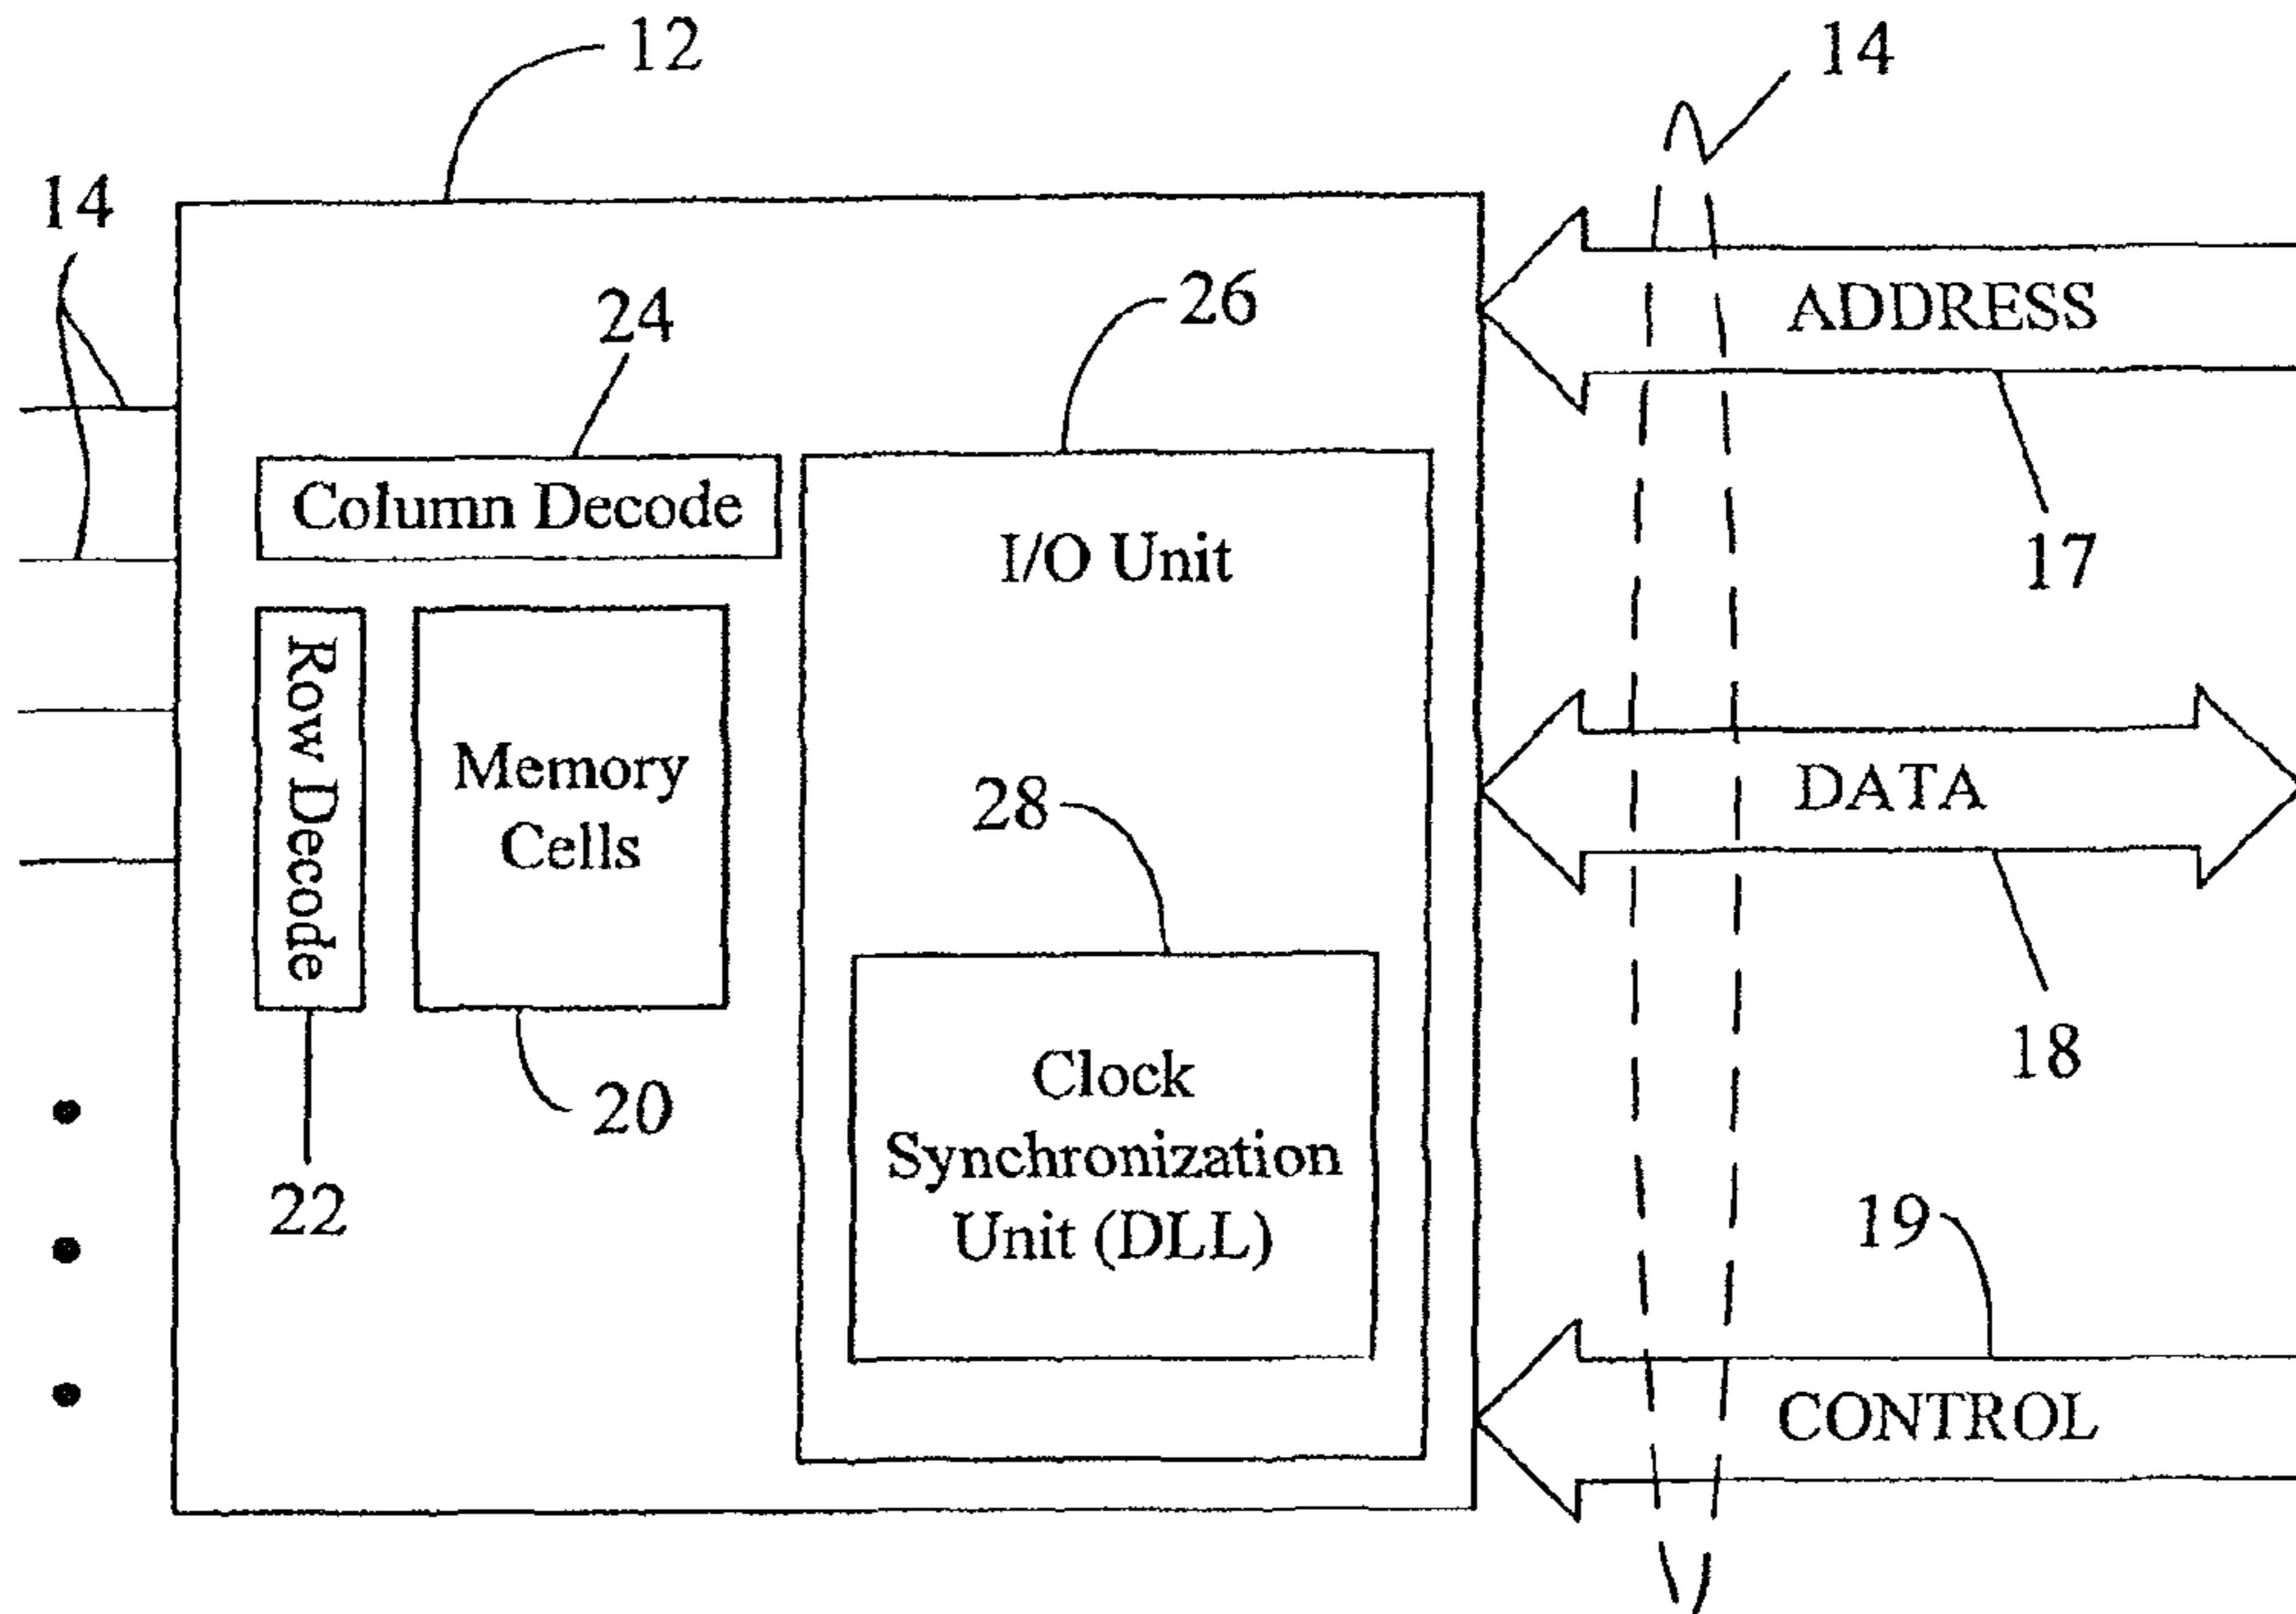 12
14
14
24
26
ADDRESS
Column Decode
I/O Unit
17
Row Decode
Memory
Cells
28
DATA
18
Clock
Synchronization
Unit (DLL)
20
22
19
CONTROL